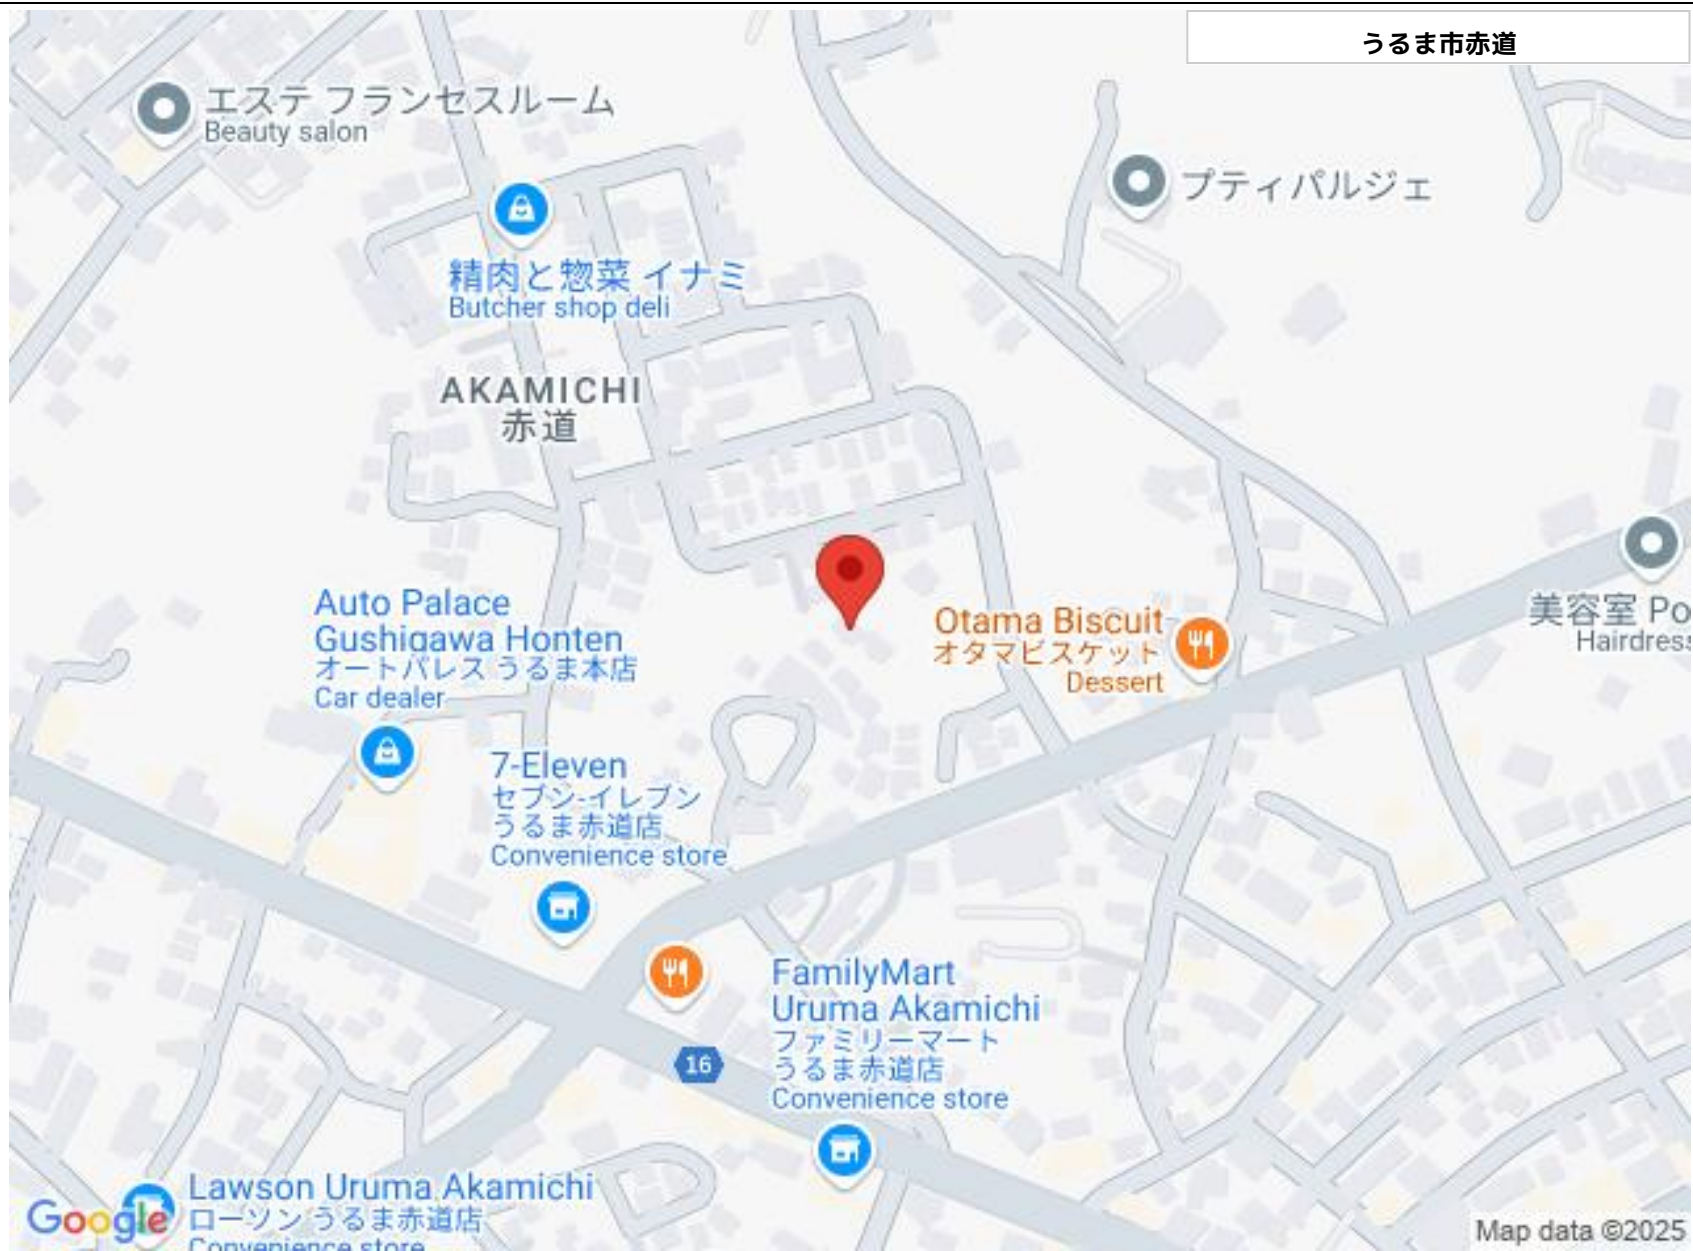 うるま市赤道
エステ フランセスルーム
Beauty salon
プティパルジェ
精肉と惣菜 イナミ
Butcher shop deli
AKAMICHI
赤道
美容室 Po
Hairdress
Auto Palace
Gushigawa Honten
オートパレス うるま本店
Car dealer
Otama Biscuit
オタマビスケット
Dessert
7-Eleven
セブン-イレブン
うるま赤道店
Convenience store
FamilyMart
Uruma Akamichi
ファミリーマート
うるま赤道店
Convenience store
16
Lawson Uruma Akamichi
ローソン うるま赤道店
Convenience store
Google
Map data ©2025